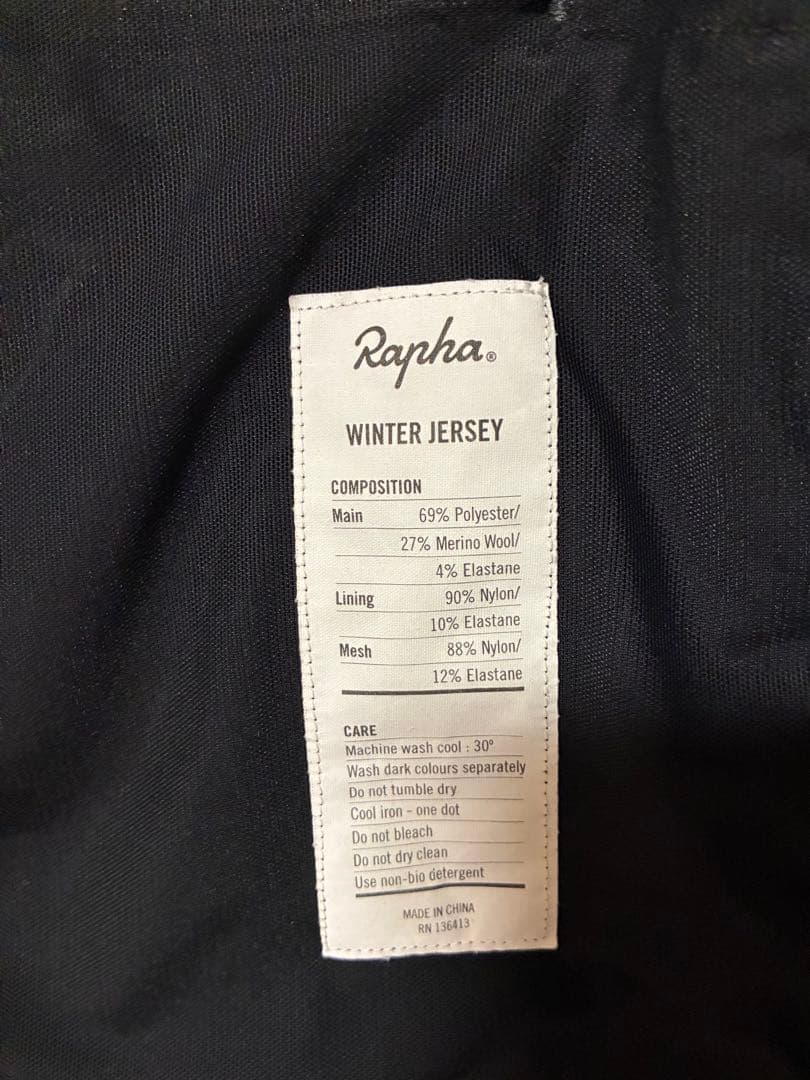 Rapha®
WINTER JERSEY
COMPOSITION
Main 69% Polyester/
27% Merino Wool/
4% Elastane
Lining 90% Nylon/
10% Elastane
Mesh 88% Nylon/
12% Elastane
CARE
Machine wash cool : 30°
Wash dark colours separately
Do not tumble dry
Cool iron - one dot
Do not bleach
Do not dry clean
Use non-bio detergent
MADE IN CHINA
RN 136413